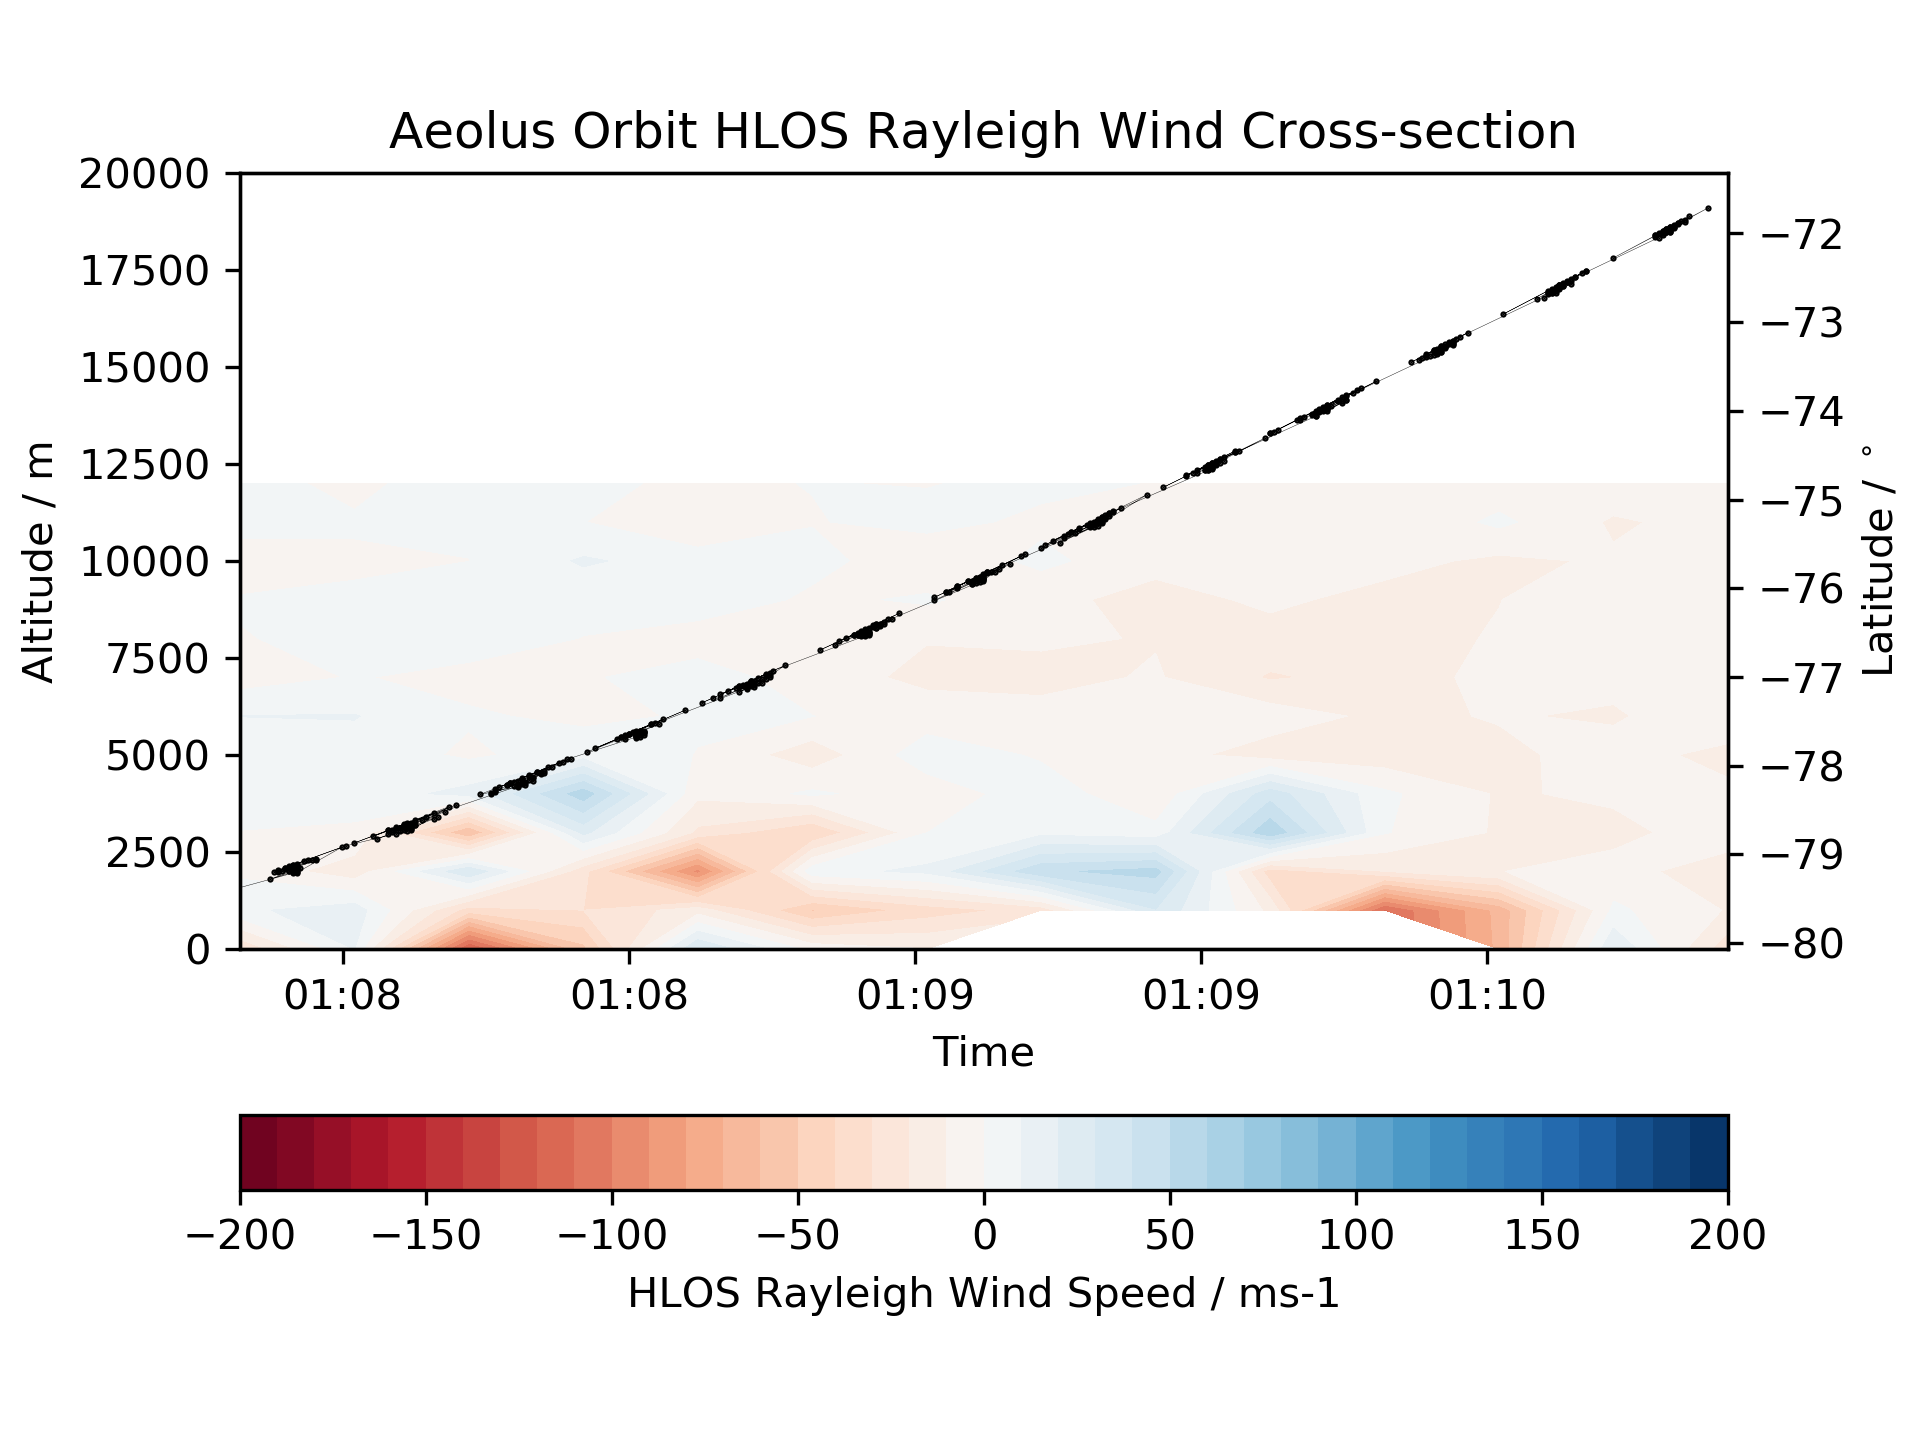 Aeolus Orbit HLOS Rayleigh Wind Cross-section
20000
17500
15000
12500
10000
7500
5000
2500
0
Altitude / m
−72
−73
−74
−75
−76
−77
−78
−79
−80
Latitude / °
01:08 01:08 01:09 01:09 01:10
Time
−200 −150 −100 −50 0 50 100 150 200
HLOS Rayleigh Wind Speed / ms-1